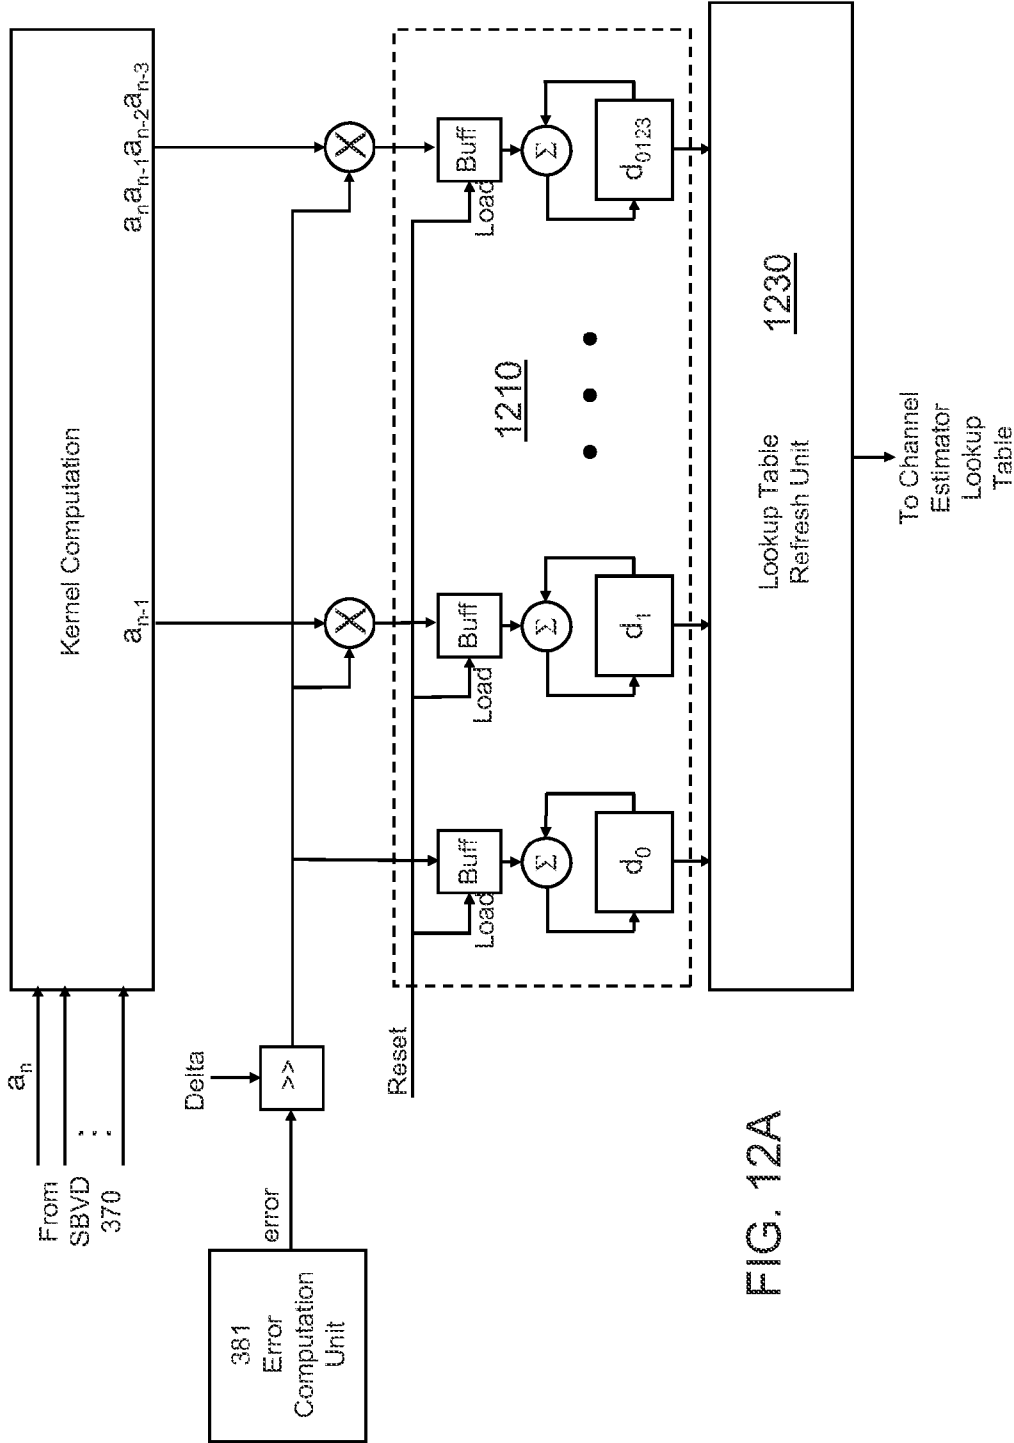 a_n
From
SBVD
370
Kernel Computation
a_{n-1}
a_n a_{n-1} a_{n-2} a_{n-3}
Delta
>>
error
381
Error
Computation
Unit
X
X
Reset
Load
Buff
Load
Buff
Load
Buff
Σ
Σ
Σ
1210
d_0
d_1
d_{0123}
Lookup Table
Refresh Unit
1230
To Channel
Estimator
Lookup
Table
FIG. 12A